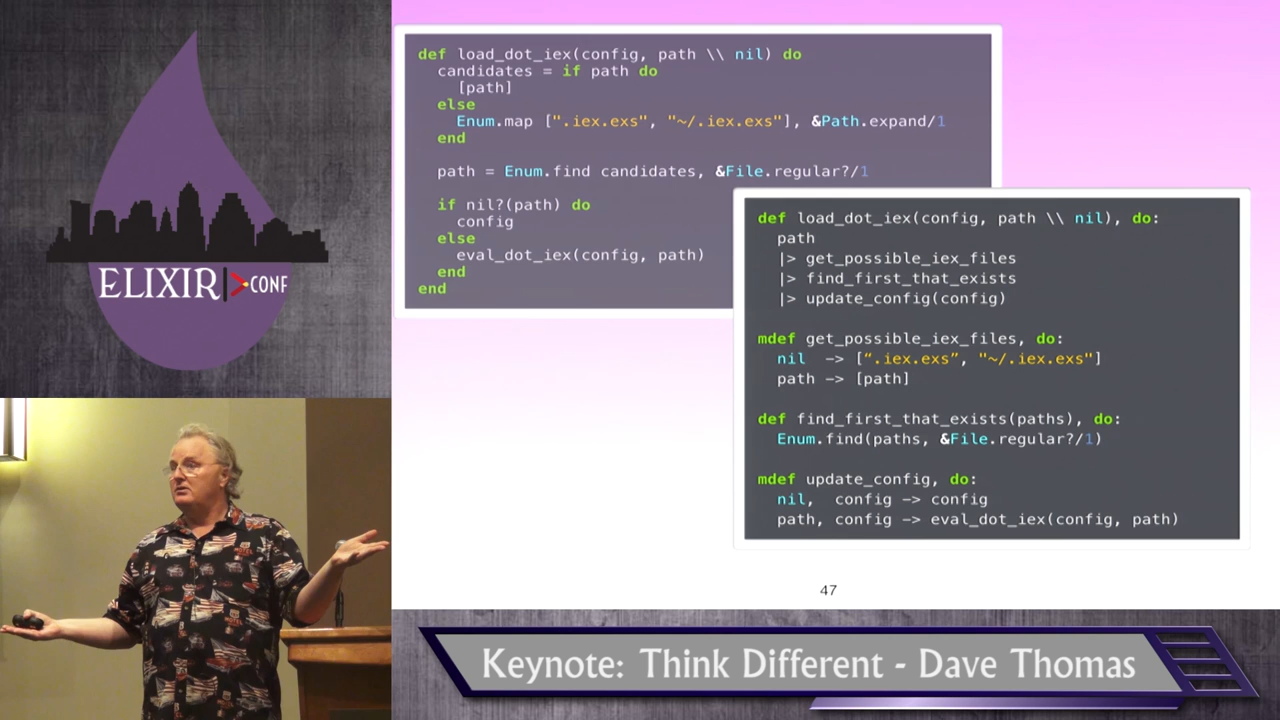 ELIXIR|>CONF
def load_dot_iex(config, path \\ nil) do
  candidates = if path do
    [path]
  else
    Enum.map [".iex.exs", "~/.iex.exs"], &Path.expand/1
  end

  path = Enum.find candidates, &File.regular?/1

  if nil?(path) do
    config
  else
    eval_dot_iex(config, path)
  end
end
def load_dot_iex(config, path \\ nil), do:
  path
  |> get_possible_iex_files
  |> find_first_that_exists
  |> update_config(config)

mdef get_possible_iex_files, do:
  nil  -> [“.iex.exs”, "~/.iex.exs"]
  path -> [path]

def find_first_that_exists(paths), do:
  Enum.find(paths, &File.regular?/1)

mdef update_config, do:
  nil,  config -> config
  path, config -> eval_dot_iex(config, path)
47
Keynote: Think Different - Dave Thomas